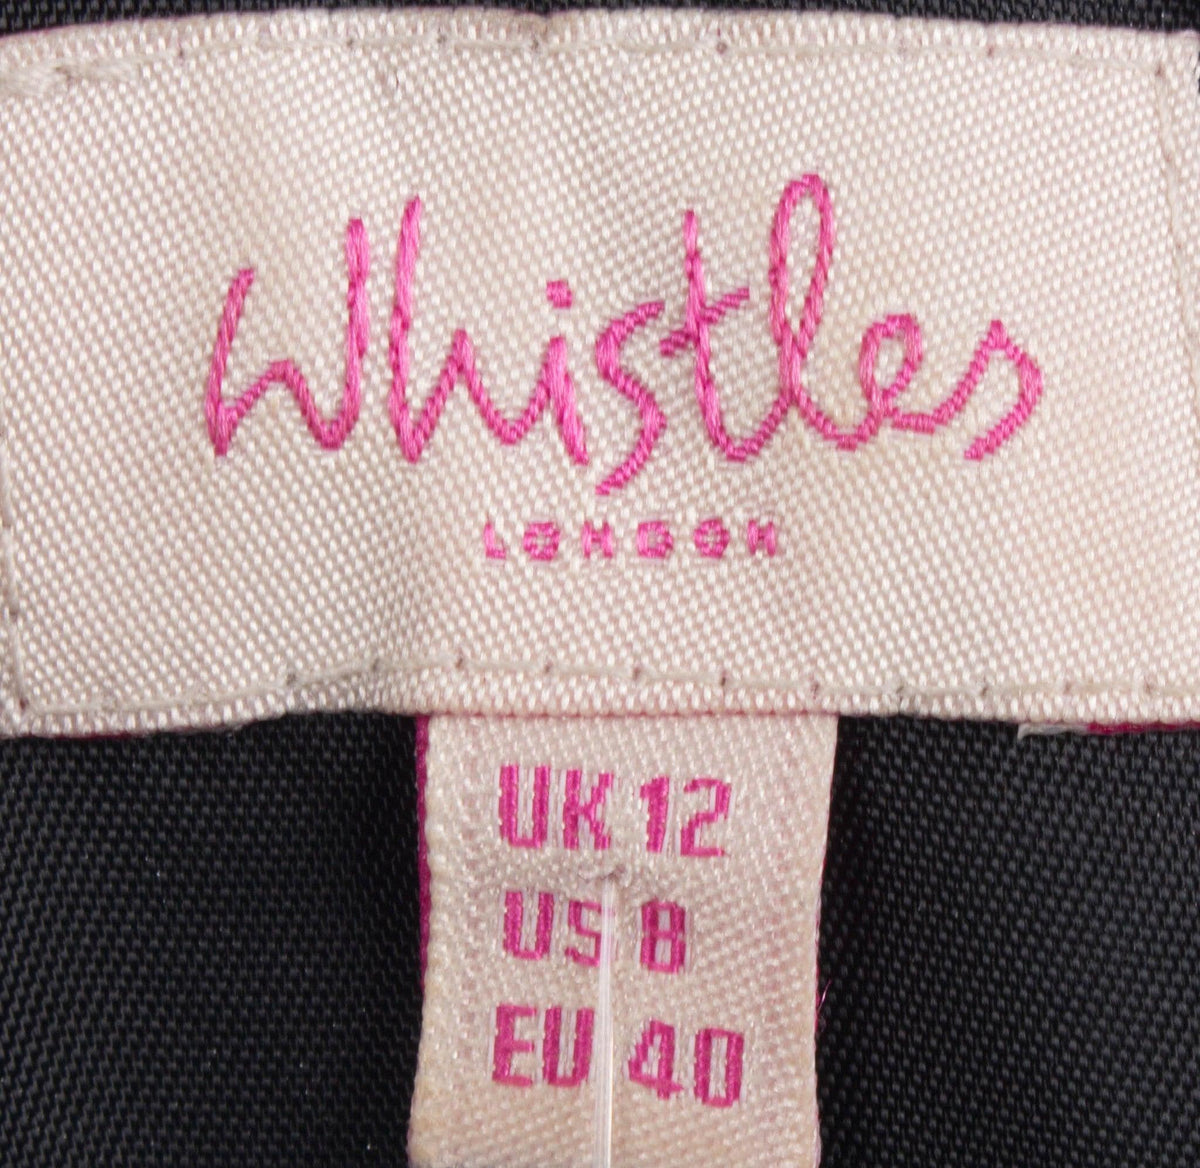 Whistles
LONDON
UK 12
US 8
EU 40